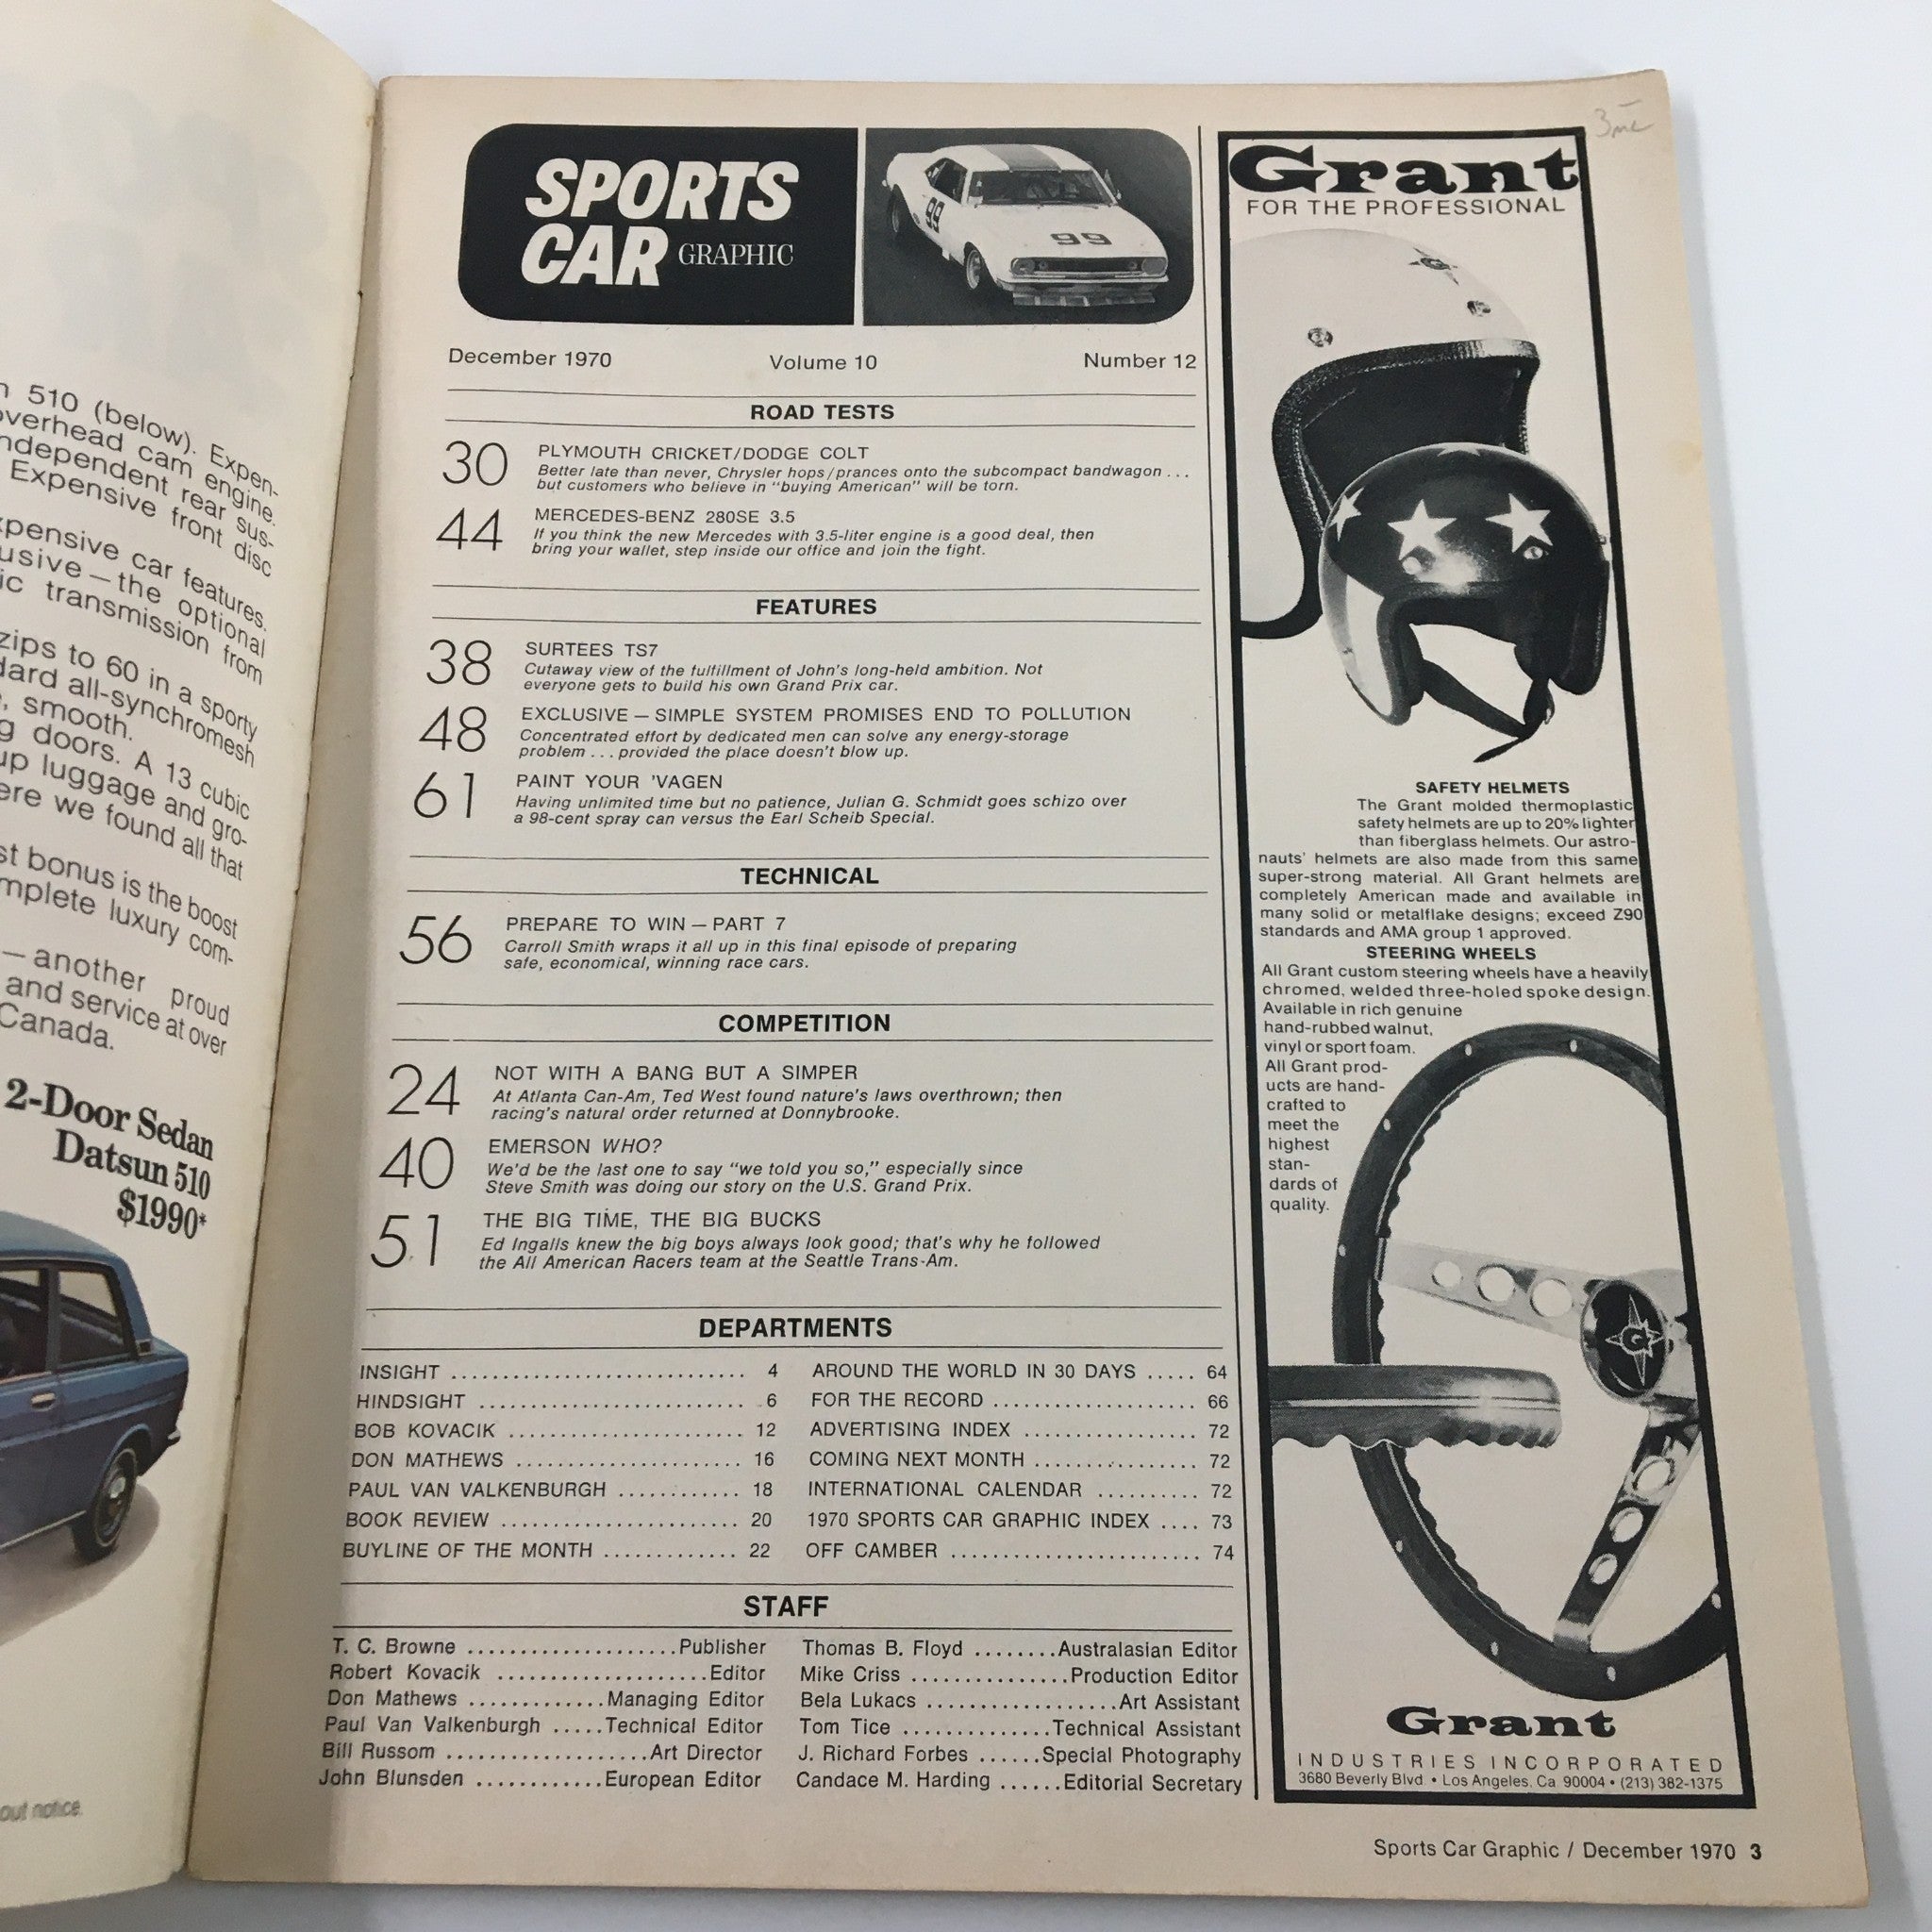 n 510 (below). Expen-
overhead cam engine.
ndependent rear sus-
Expensive front disc
xpensive car features.
usive—the optional
ic transmission from
zips to 60 in a sporty
dard all-synchromesh
, smooth.
g doors. A 13 cubic
up luggage and gro-
ere we found all that
st bonus is the boost
mplete luxury com-
— another proud
and service at over
Canada.
2-Door Sedan
Datsun 510
$1990*
out notice.
SPORTS
CAR GRAPHIC
99
99
December 1970 Volume 10 Number 12
ROAD TESTS
30 PLYMOUTH CRICKET/DODGE COLT
Better late than never, Chrysler hops/prances onto the subcompact bandwagon ...
but customers who believe in "buying American" will be torn.
44 MERCEDES-BENZ 280SE 3.5
If you think the new Mercedes with 3.5-liter engine is a good deal, then
bring your wallet, step inside our office and join the fight.
FEATURES
38 SURTEES TS7
Cutaway view of the fulfillment of John's long-held ambition. Not
everyone gets to build his own Grand Prix car.
48 EXCLUSIVE — SIMPLE SYSTEM PROMISES END TO POLLUTION
Concentrated effort by dedicated men can solve any energy-storage
problem . . . provided the place doesn't blow up.
61 PAINT YOUR 'VAGEN
Having unlimited time but no patience, Julian G. Schmidt goes schizo over
a 98-cent spray can versus the Earl Scheib Special.
TECHNICAL
56 PREPARE TO WIN — PART 7
Carroll Smith wraps it all up in this final episode of preparing
safe, economical, winning race cars.
COMPETITION
24 NOT WITH A BANG BUT A SIMPER
At Atlanta Can-Am, Ted West found nature's laws overthrown; then
racing's natural order returned at Donnybrooke.
40 EMERSON WHO?
We'd be the last one to say "we told you so," especially since
Steve Smith was doing our story on the U.S. Grand Prix.
51 THE BIG TIME, THE BIG BUCKS
Ed Ingalls knew the big boys always look good; that's why he followed
the All American Racers team at the Seattle Trans-Am.
DEPARTMENTS
INSIGHT .............................. 4
HINDSIGHT ........................... 6
BOB KOVACIK ........................ 12
DON MATHEWS ....................... 16
PAUL VAN VALKENBURGH ............ 18
BOOK REVIEW ........................ 20
BUYLINE OF THE MONTH ............. 22
AROUND THE WORLD IN 30 DAYS ..... 64
FOR THE RECORD .................... 66
ADVERTISING INDEX ................. 72
COMING NEXT MONTH ................ 72
INTERNATIONAL CALENDAR .......... 72
1970 SPORTS CAR GRAPHIC INDEX .... 73
OFF CAMBER ......................... 74
STAFF
T. C. Browne .....................Publisher
Robert Kovacik .....................Editor
Don Mathews .............Managing Editor
Paul Van Valkenburgh .....Technical Editor
Bill Russom ....................Art Director
John Blunsden ............European Editor
Thomas B. Floyd ........Australasian Editor
Mike Criss ...............Production Editor
Bela Lukacs ...................Art Assistant
Tom Tice ..............Technical Assistant
J. Richard Forbes ......Special Photography
Candace M. Harding ......Editorial Secretary
Grant
FOR THE PROFESSIONAL
SAFETY HELMETS
The Grant molded thermoplastic
safety helmets are up to 20% lighter
than fiberglass helmets. Our astro-
nauts' helmets are also made from this same
super-strong material. All Grant helmets are
completely American made and available in
many solid or metalflake designs; exceed Z90
standards and AMA group 1 approved.
STEERING WHEELS
All Grant custom steering wheels have a heavily
chromed, welded three-holed spoke design.
Available in rich genuine
hand-rubbed walnut,
vinyl or sport foam.
All Grant prod-
ucts are hand-
crafted to
meet the
highest
stan-
dards of
quality.
G
Grant
INDUSTRIES INCORPORATED
3680 Beverly Blvd • Los Angeles, Ca 90004 • (213) 382-1375
Sports Car Graphic / December 1970 3